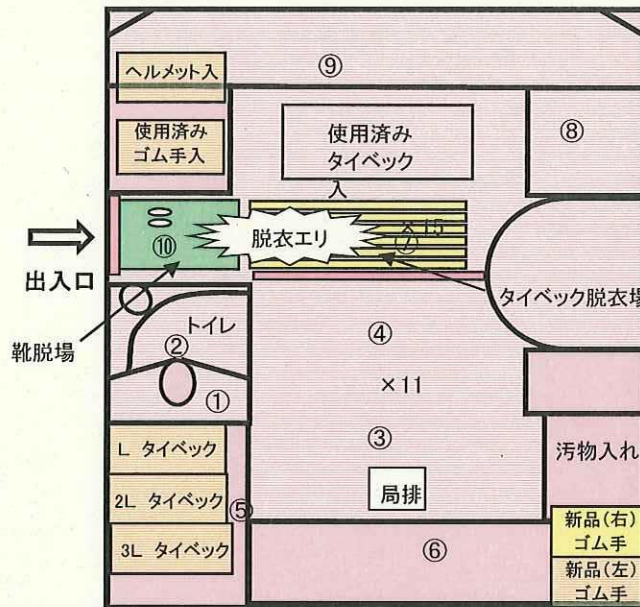 ⑨
ヘルメット入
使用済み
ゴム手入
使用済み
タイベック
入
⑧
×15
⑦
脱衣エリ
⑩
出入口
タイベック脱衣場
靴脱場
トイレ
②
①
④
×11
③
局排
L タイベック
2L タイベック
3L タイベック
⑤
⑥
汚物入れ
新品(右)
ゴム手
新品(左)
ゴム手